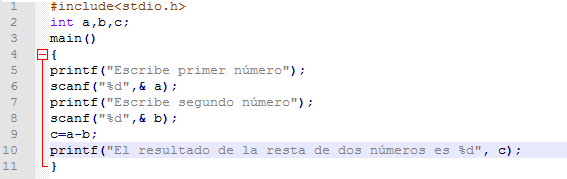 1 #include<stdio.h>
2 int a,b,c;
3 main()
4 {
5 printf("Escribe primer número");
6 scanf("%d",& a);
7 printf("Escribe segundo número");
8 scanf("%d",& b);
9 c=a-b;
10 printf("El resultado de la resta de dos números es %d", c);
11 }